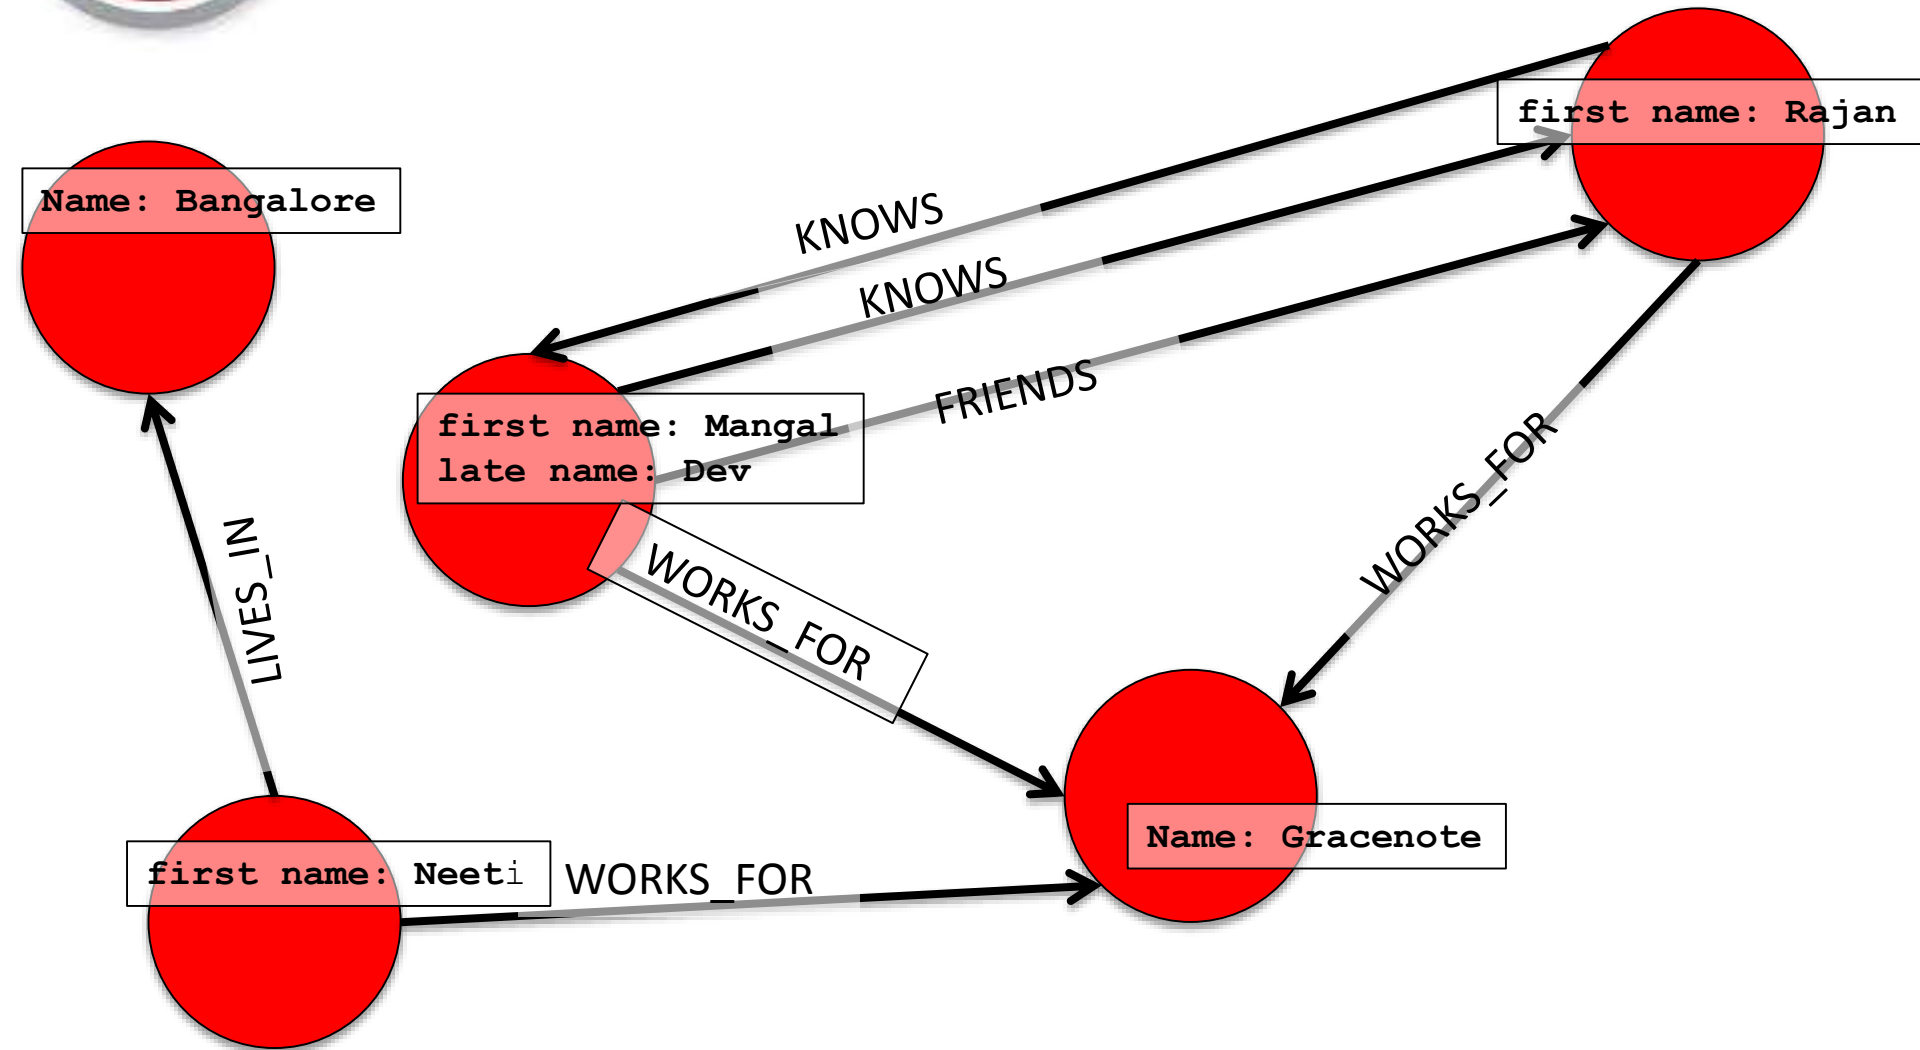 first name: Rajan
Name: Bangalore
KNOWS
KNOWS
FRIENDS
first name: Mangal
late name: Dev
WORKS_FOR
WORKS_FOR
LIVES_IN
Name: Gracenote
first name: Neeti
WORKS_FOR